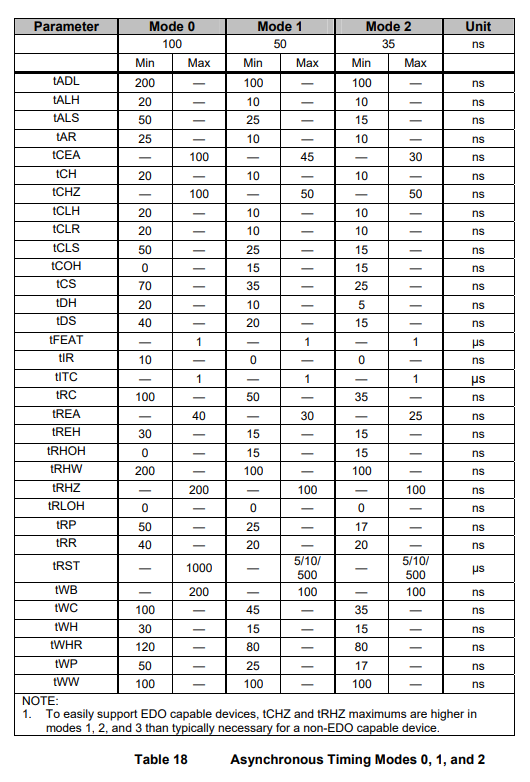 Parameter Mode 0 Mode 1 Mode 2 Unit
100 50 35 ns
Min Max Min Max Min Max
tADL 200 — 100 — 100 — ns
tALH 20 — 10 — 10 — ns
tALS 50 — 25 — 15 — ns
tAR 25 — 10 — 10 — ns
tCEA — 100 — 45 — 30 ns
tCH 20 — 10 — 10 — ns
tCHZ — 100 — 50 — 50 ns
tCLH 20 — 10 — 10 — ns
tCLR 20 — 10 — 10 — ns
tCLS 50 — 25 — 15 — ns
tCOH 0 — 15 — 15 — ns
tCS 70 — 35 — 25 — ns
tDH 20 — 10 — 5 — ns
tDS 40 — 20 — 15 — ns
tFEAT — 1 — 1 — 1 µs
tIR 10 — 0 — 0 — ns
tITC — 1 — 1 — 1 µs
tRC 100 — 50 — 35 — ns
tREA — 40 — 30 — 25 ns
tREH 30 — 15 — 15 — ns
tRHOH 0 — 15 — 15 — ns
tRHW 200 — 100 — 100 — ns
tRHZ — 200 — 100 — 100 ns
tRLOH 0 — 0 — 0 — ns
tRP 50 — 25 — 17 — ns
tRR 40 — 20 — 20 — ns
tRST — 1000 — 5/10/ — 5/10/ µs
500 500
tWB — 200 — 100 — 100 ns
tWC 100 — 45 — 35 — ns
tWH 30 — 15 — 15 — ns
tWHR 120 — 80 — 80 — ns
tWP 50 — 25 — 17 — ns
tWW 100 — 100 — 100 — ns
NOTE:
1. To easily support EDO capable devices, tCHZ and tRHZ maximums are higher in
modes 1, 2, and 3 than typically necessary for a non-EDO capable device.
Table 18 Asynchronous Timing Modes 0, 1, and 2